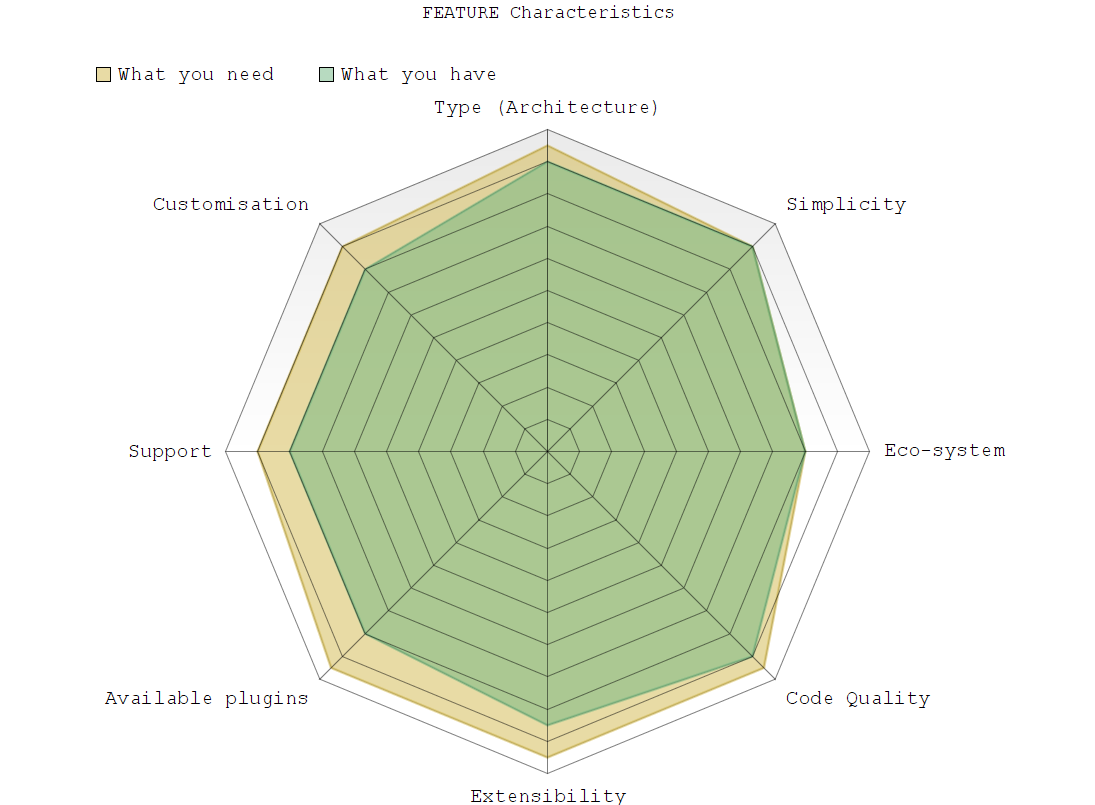 FEATURE Characteristics
What you need What you have
Type (Architecture)
Customisation
Simplicity
Support
Eco-system
Available plugins
Code Quality
Extensibility